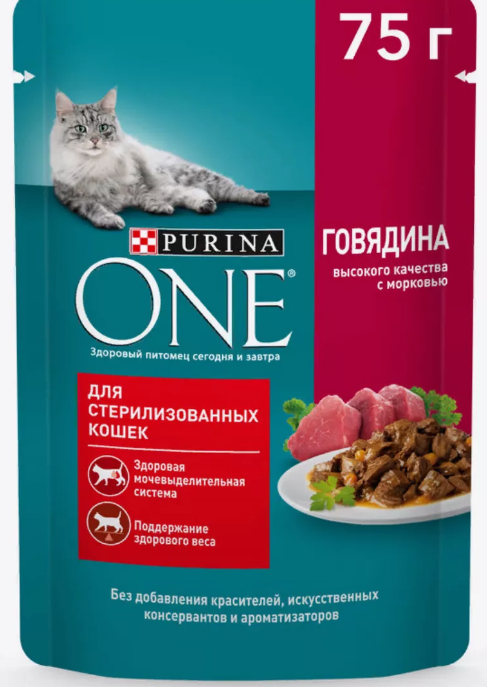 75 г
PURINA
ONE®
Здоровый питомец сегодня и завтра
ГОВЯДИНА
высокого качества
с морковью
ДЛЯ
СТЕРИЛИЗОВАННЫХ
КОШЕК
Здоровая
мочевыделительная
система
Поддержание
здорового веса
Без добавления красителей, искусственных
консервантов и ароматизаторов